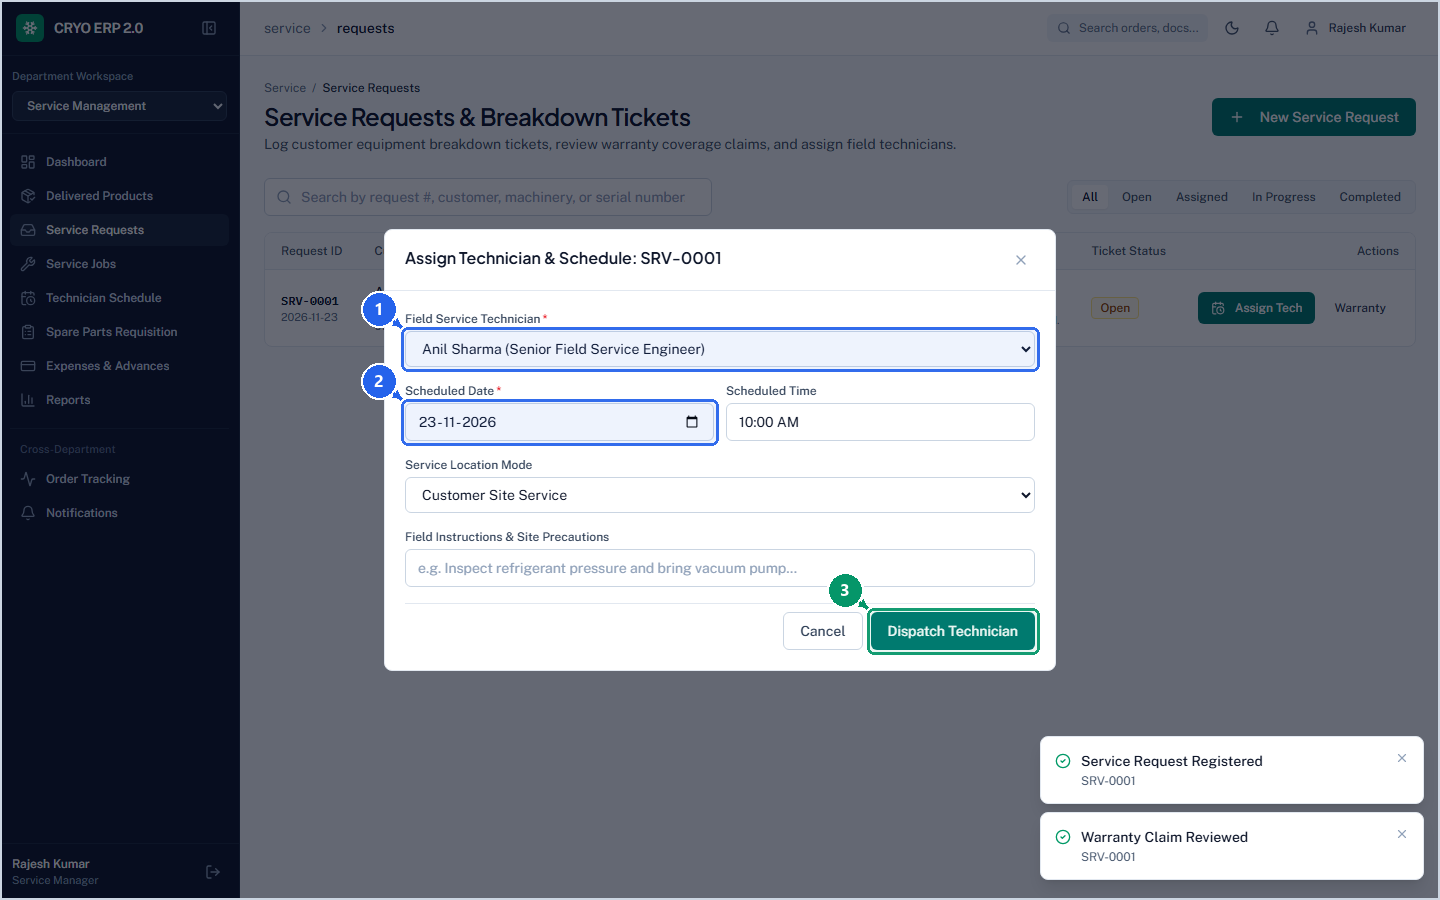 CRYO ERP 2.0
service > requests
Search orders, docs...
Rajesh Kumar
Department Workspace
Service Management
Dashboard
Delivered Products
Service Requests
Service Jobs
Technician Schedule
Spare Parts Requisition
Expenses & Advances
Reports
Cross-Department
Order Tracking
Notifications
Rajesh Kumar
Service Manager
Service / Service Requests
Service Requests & Breakdown Tickets
Log customer equipment breakdown tickets, review warranty coverage claims, and assign field technicians.
+ New Service Request
Search by request #, customer, machinery, or serial number
All Open Assigned In Progress Completed
Request ID Ticket Status Actions
SRV-0001
2026-11-23
Open
Assign Tech
Warranty
Assign Technician & Schedule: SRV-0001
1
Field Service Technician *
Anil Sharma (Senior Field Service Engineer)
2
Scheduled Date *
23-11-2026
Scheduled Time
10:00 AM
Service Location Mode
Customer Site Service
Field Instructions & Site Precautions
e.g. Inspect refrigerant pressure and bring vacuum pump...
3
Cancel
Dispatch Technician
Service Request Registered
SRV-0001
Warranty Claim Reviewed
SRV-0001